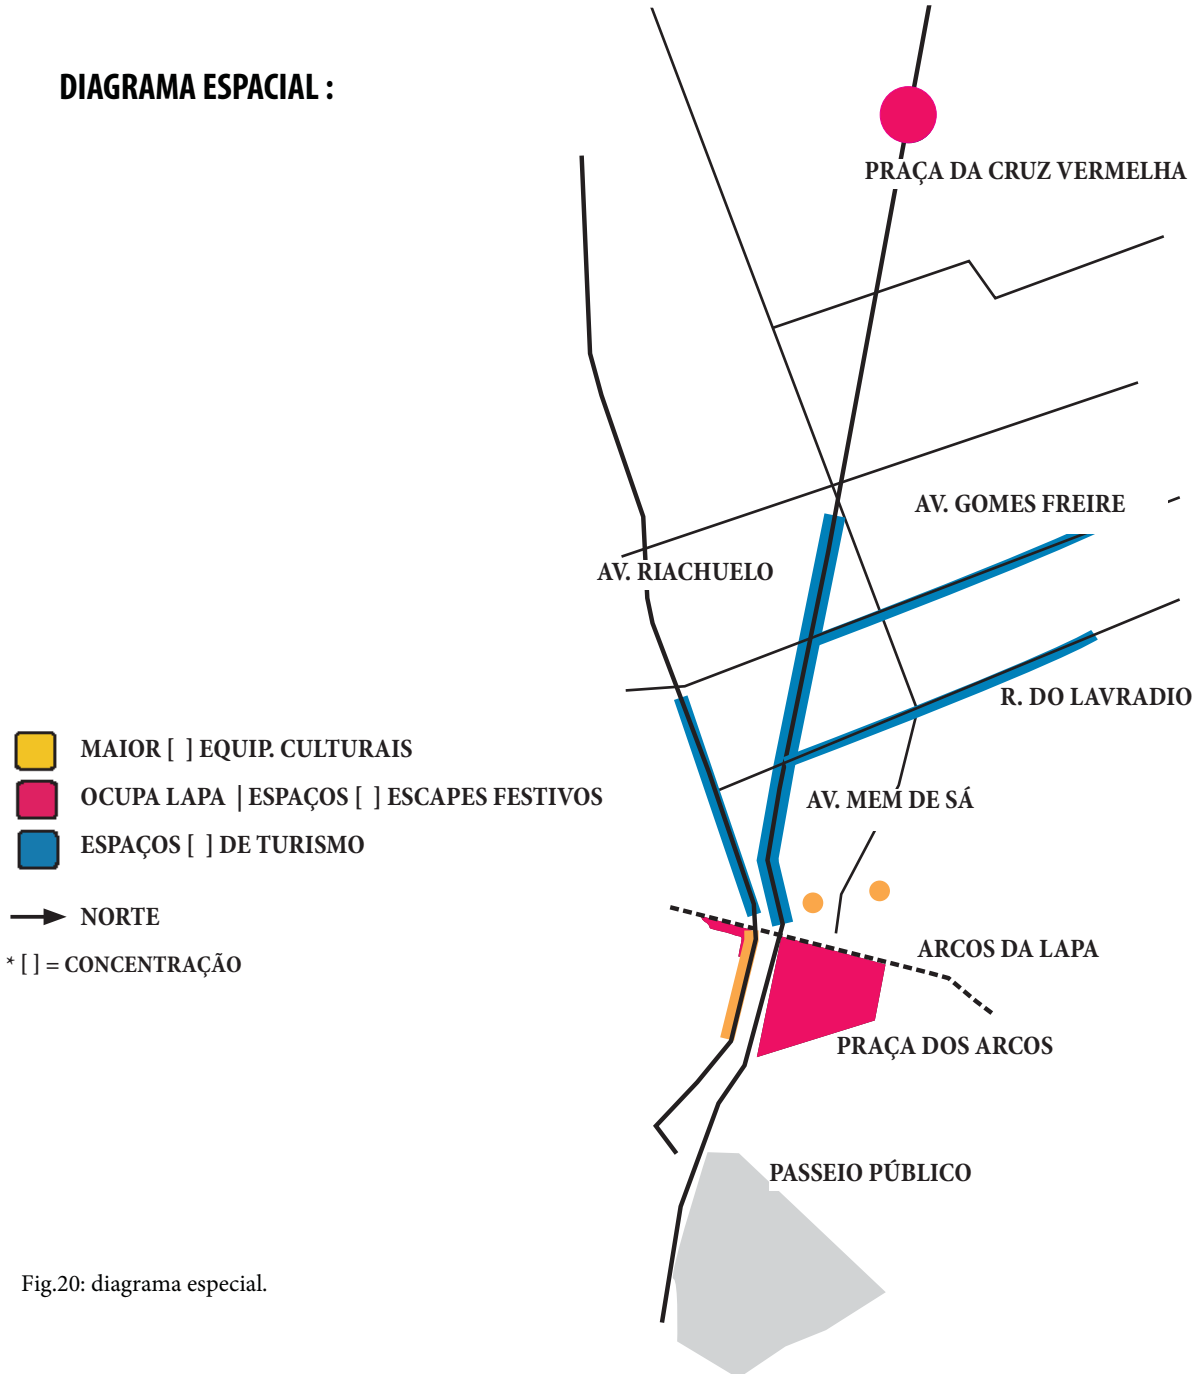 DIAGRAMA ESPACIAL :
PRAÇA DA CRUZ VERMELHA
AV. GOMES FREIRE
AV. RIACHUELO
R. DO LAVRADIO
MAIOR [ ] EQUIP. CULTURAIS
OCUPA LAPA | ESPAÇOS [ ] ESCAPES FESTIVOS
AV. MEM DE SÁ
ESPAÇOS [ ] DE TURISMO
NORTE
ARCOS DA LAPA
* [ ] = CONCENTRAÇÃO
PRAÇA DOS ARCOS
PASSEIO PÚBLICO
Fig.20: diagrama especial.